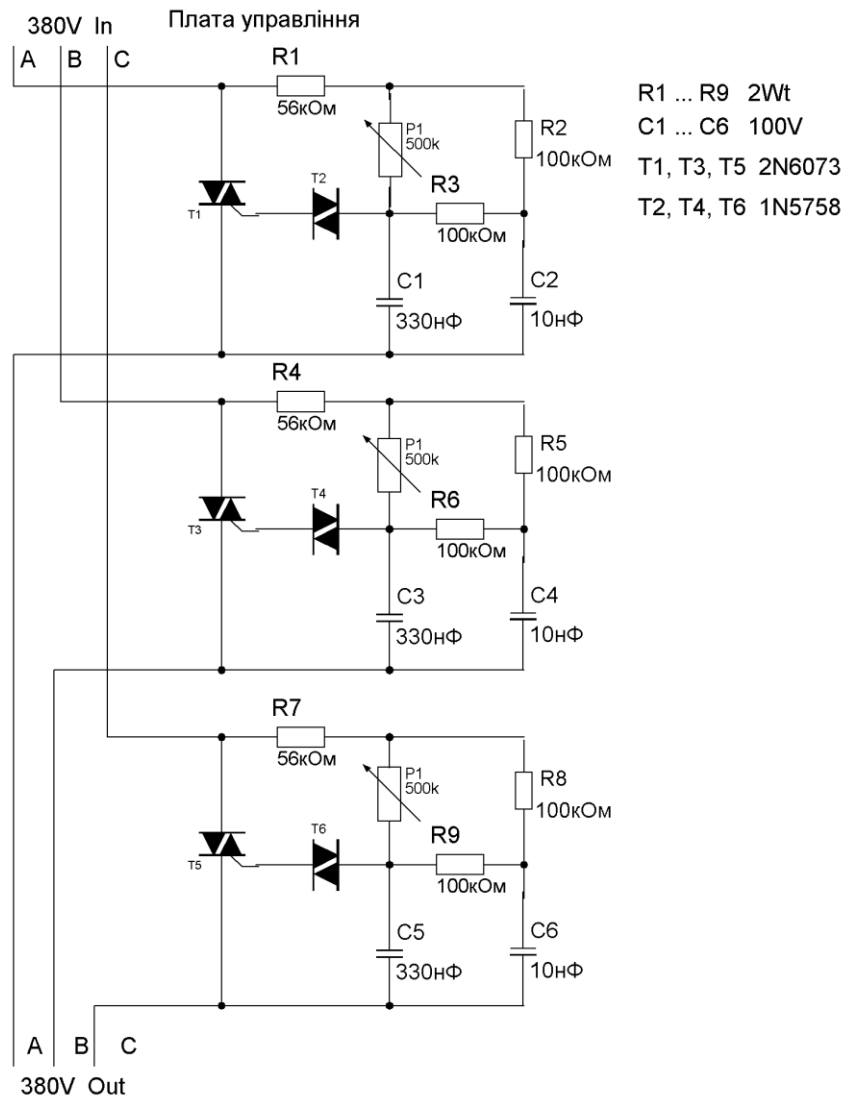 380V In
Плата управління
A B C
R1
56кОм
P1
500k
R2
100кОм
R1 ... R9 2Wt
C1 ... C6 100V
T1, T3, T5 2N6073
T2, T4, T6 1N5758
T1
T2
R3
100кОм
C1
330нФ
C2
10нФ
R4
56кОм
P1
500k
R5
100кОм
T3
T4
R6
100кОм
C3
330нФ
C4
10нФ
R7
56кОм
P1
500k
R8
100кОм
T5
T6
R9
100кОм
C5
330нФ
C6
10нФ
A B C
380V Out